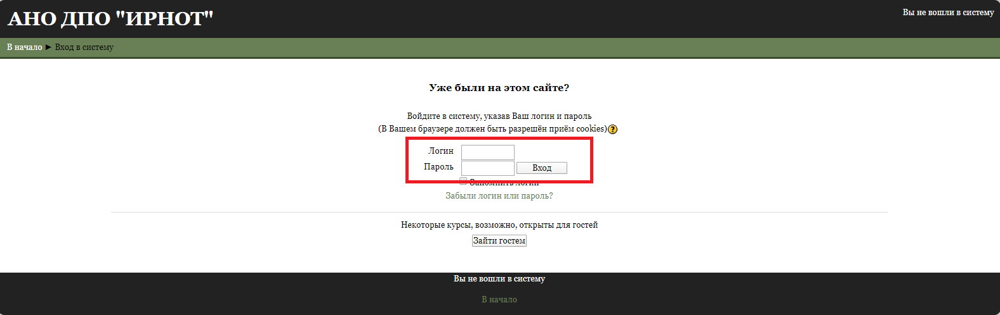 АНО ДПО "ИРНОТ"
Вы не вошли в систему
В начало ► Вход в систему
Уже были на этом сайте?
Войдите в систему, указав Ваш логин и пароль
(В Вашем браузере должен быть разрешён приём cookies)?
Логин
Пароль Вход
Запомнить логин
Забыли логин или пароль?
Некоторые курсы, возможно, открыты для гостей
Зайти гостем
Вы не вошли в систему
В начало